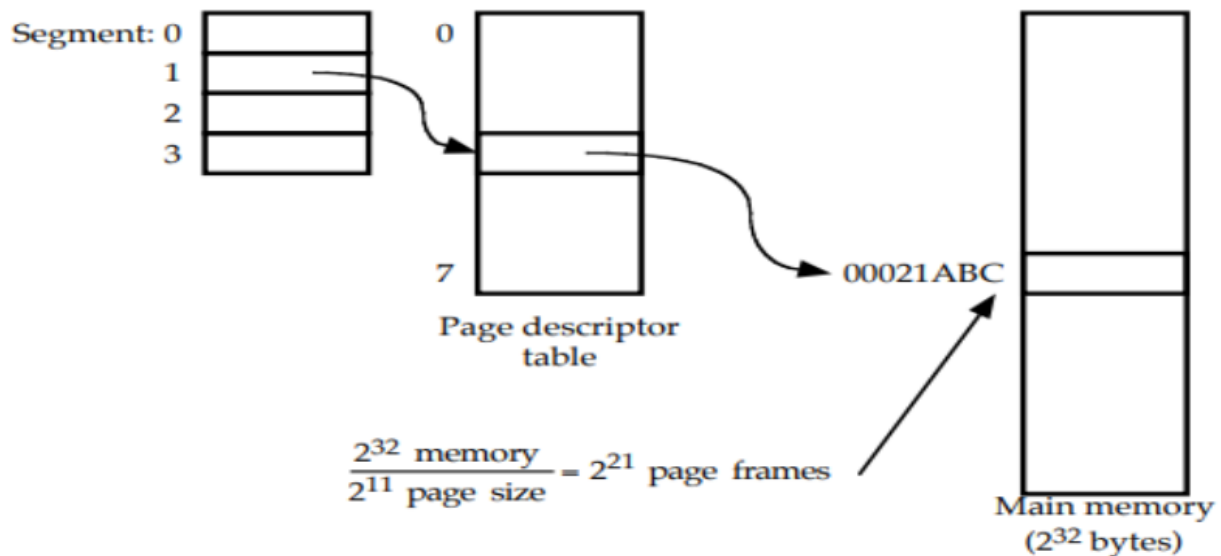 Segment: 0
1
2
3
0
7
Page descriptor
table
00021ABC
2^32 memory
2^11 page size
= 2^21 page frames
Main memory
(2^32 bytes)